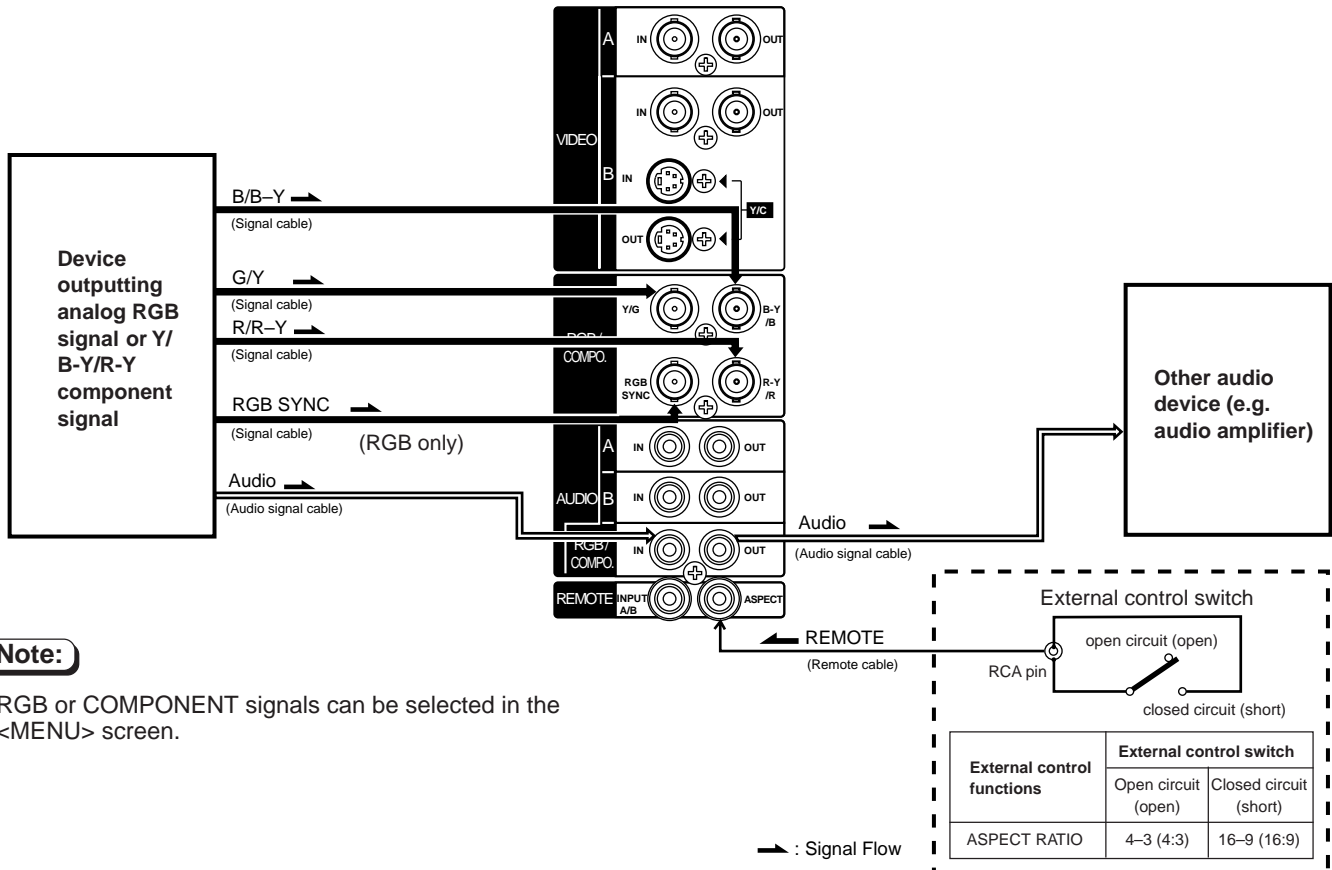 A
IN
OUT
IN
OUT
VIDEO
B
IN
Y/C
OUT
Device
outputting
analog RGB
signal or Y/
B-Y/R-Y
component
signal
B/B–Y
(Signal cable)
G/Y
(Signal cable)
R/R–Y
(Signal cable)
RGB SYNC
(Signal cable)
(RGB only)
Audio
(Audio signal cable)
Y/G
B-Y
/B
COMPO.
RGB
SYNC
R-Y
/R
A
IN
OUT
AUDIO
B
IN
OUT
RGB/
COMPO.
IN
OUT
REMOTE
INPUT
A/B
ASPECT
Other audio
device (e.g.
audio amplifier)
Audio
(Audio signal cable)
REMOTE
(Remote cable)
External control switch
open circuit (open)
RCA pin
closed circuit (short)
External control
functions
External control switch
Open circuit
(open)
Closed circuit
(short)
ASPECT RATIO
4–3 (4:3)
16–9 (16:9)
Note:
RGB or COMPONENT signals can be selected in the
<MENU> screen.
: Signal Flow